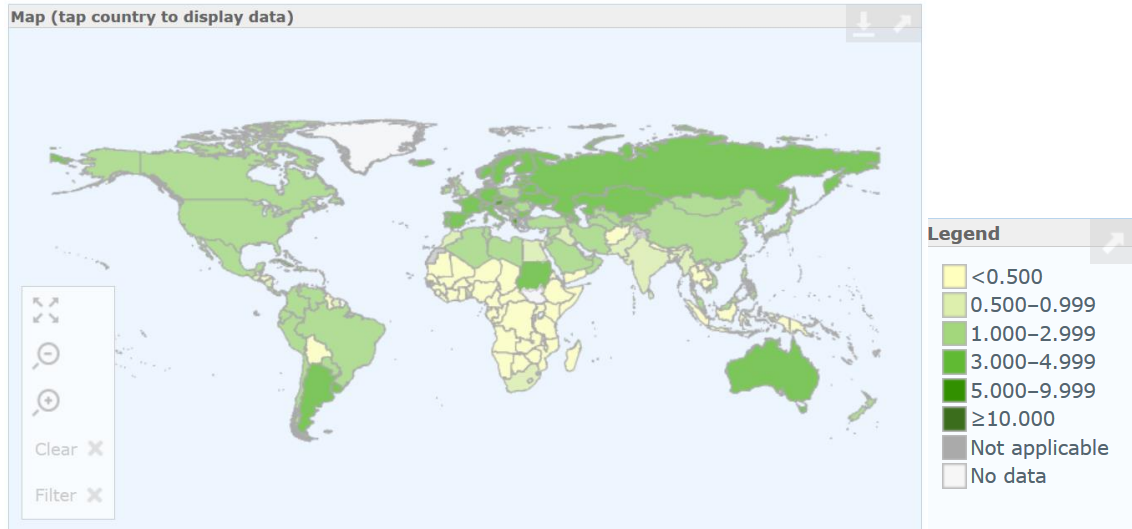 Map (tap country to display data)
Clear
Filter
Legend
<0.500
0.500–0.999
1.000–2.999
3.000–4.999
5.000–9.999
≥10.000
Not applicable
No data